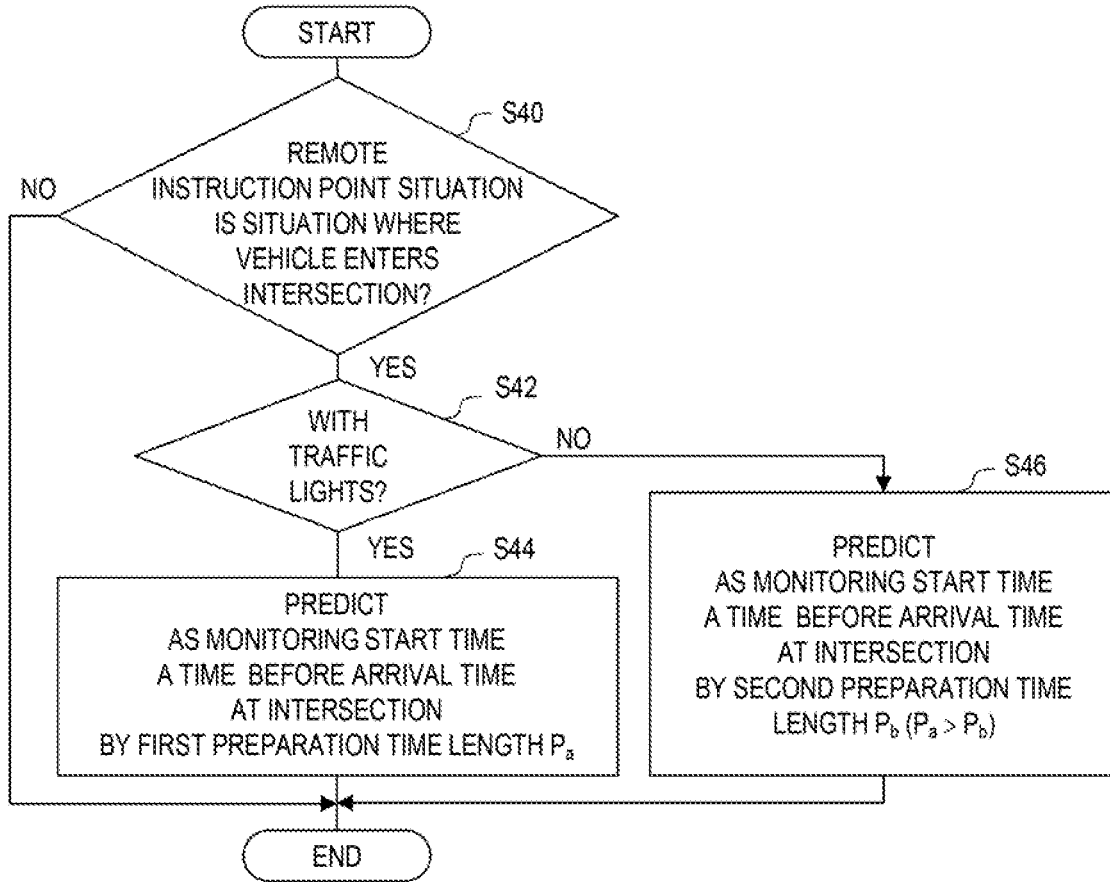 START
S40
NO
REMOTE
INSTRUCTION POINT SITUATION
IS SITUATION WHERE
VEHICLE ENTERS
INTERSECTION?
YES
S42
WITH
TRAFFIC
LIGHTS?
NO
S46
YES
S44
PREDICT
AS MONITORING START TIME
A TIME BEFORE ARRIVAL TIME
AT INTERSECTION
BY FIRST PREPARATION TIME LENGTH Pa
PREDICT
AS MONITORING START TIME
A TIME BEFORE ARRIVAL TIME
AT INTERSECTION
BY SECOND PREPARATION TIME
LENGTH Pb (Pa > Pb)
END